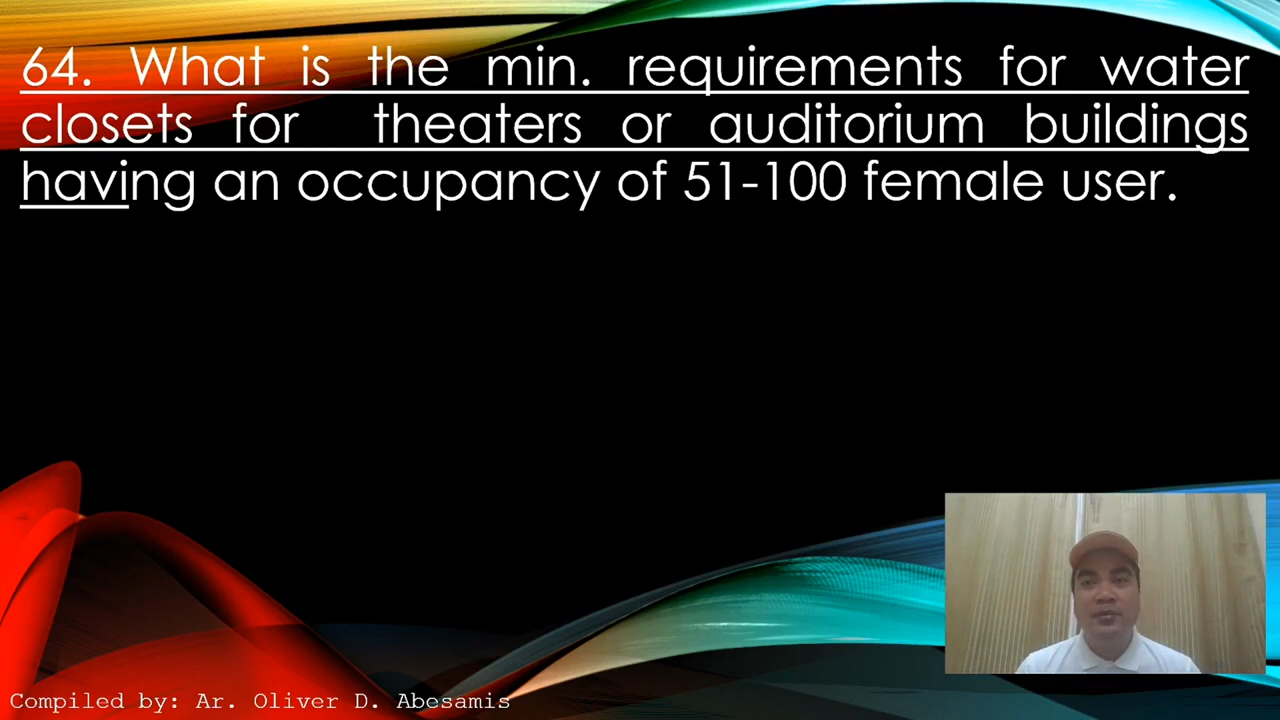 64. What is the min. requirements for water
closets for theaters or auditorium buildings
having an occupancy of 51-100 female user.
Compiled by: Ar. Oliver D. Abesamis